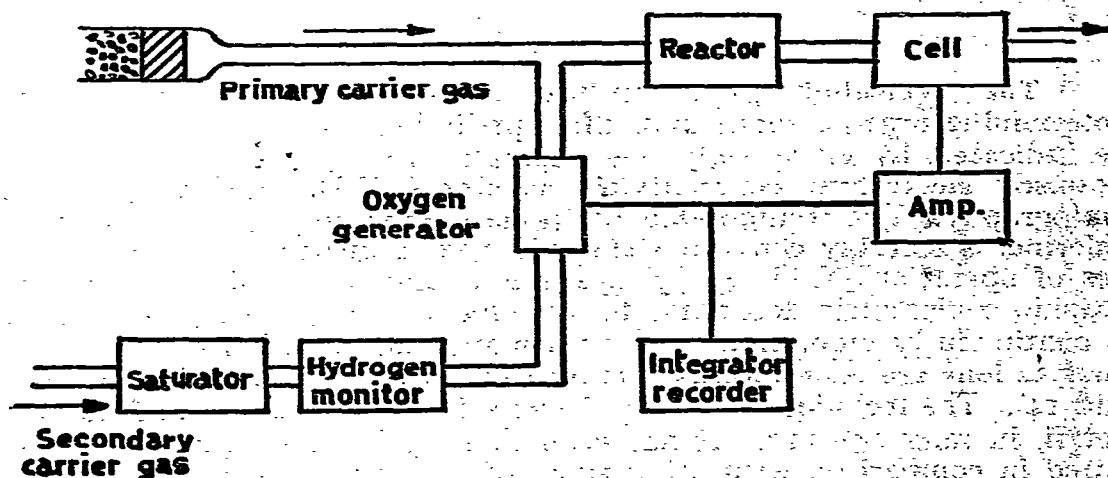 Reactor
Cell
Primary carrier gas
Oxygen
generator
Amp.
Saturator
Hydrogen
monitor
Integrator
recorder
Secondary
carrier gas